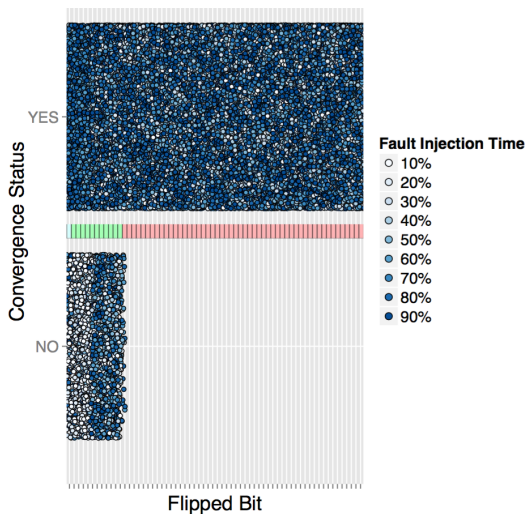 Convergence Status
YES
NO
Flipped Bit
Fault Injection Time
10%
20%
30%
40%
50%
60%
70%
80%
90%